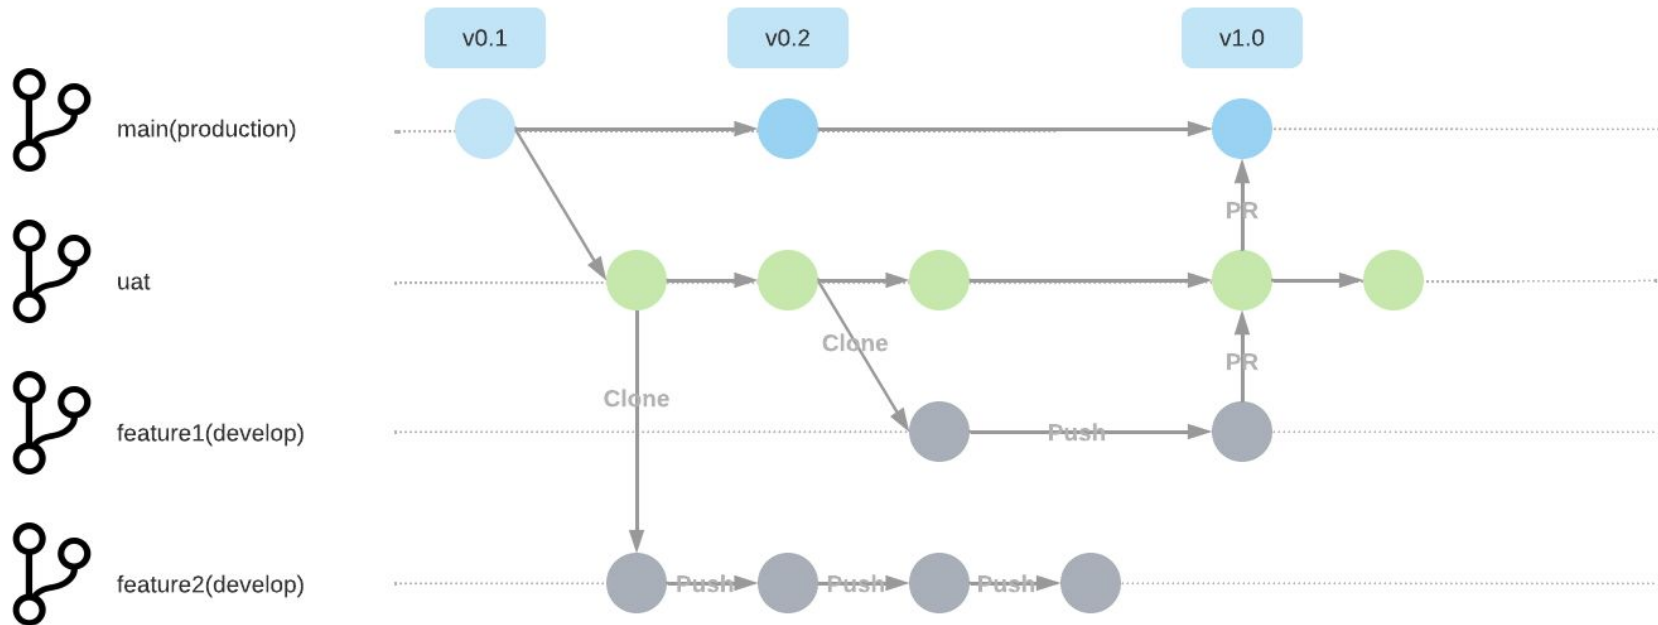 v0.1
v0.2
v1.0
main(production)
PR
uat
Clone
PR
Clone
feature1(develop)
Push
feature2(develop)
Push
Push
Push